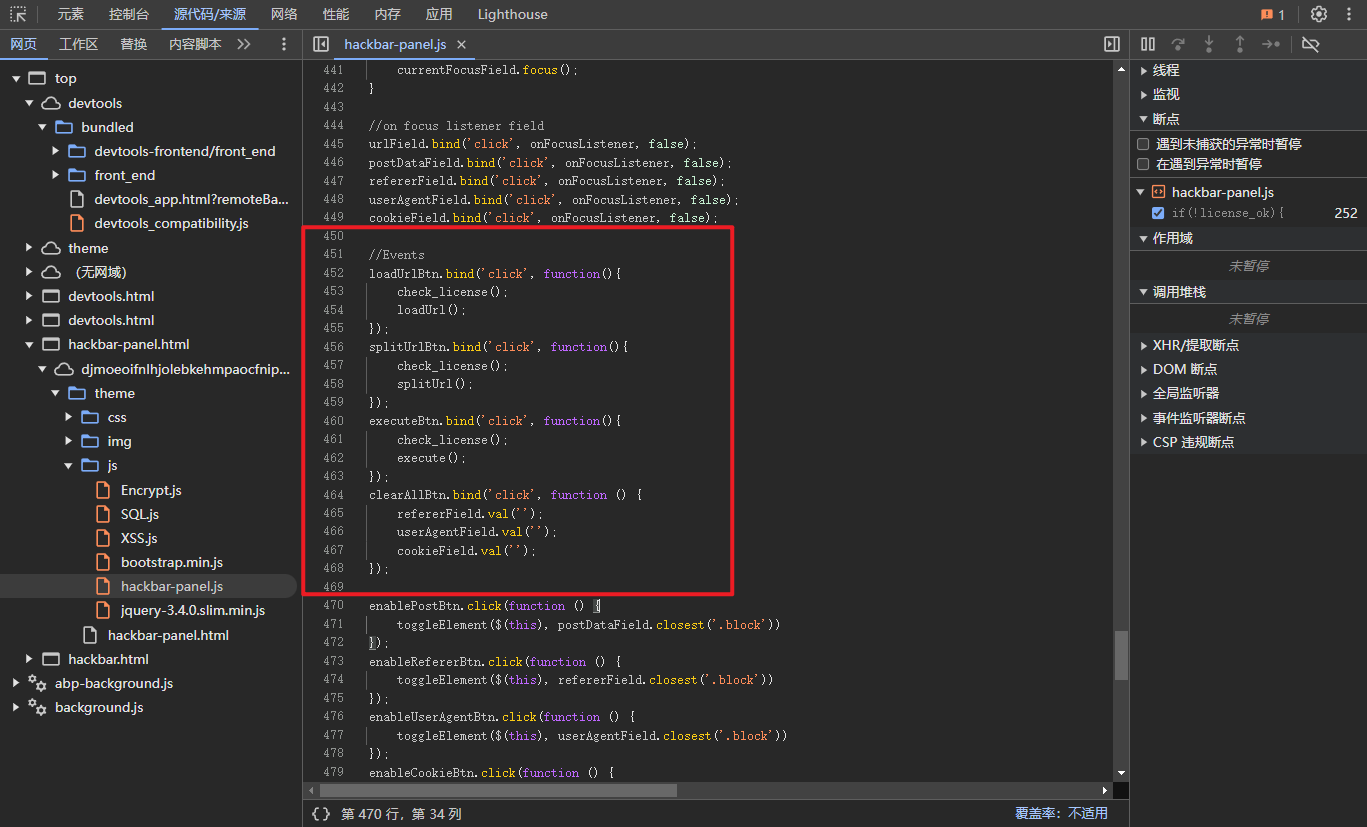 元素 控制台 源代码/来源 网络 性能 内存 应用 Lighthouse 1
网页 工作区 替换 内容脚本 hackbar-panel.js
top
devtools
bundled
devtools-frontend/front_end
front_end
devtools_app.html?remoteBa...
devtools_compatibility.js
theme
(无网域)
devtools.html
devtools.html
hackbar-panel.html
djmoeoifnlhjolebkehmpaocfnip...
theme
css
img
js
Encrypt.js
SQL.js
XSS.js
bootstrap.min.js
hackbar-panel.js
jquery-3.4.0.slim.min.js
hackbar-panel.html
hackbar.html
abp-background.js
background.js
441 currentFocusField.focus();
442 }
443
444 //on focus listener field
445 urlField.bind('click', onFocusListener, false);
446 postDataField.bind('click', onFocusListener, false);
447 refererField.bind('click', onFocusListener, false);
448 userAgentField.bind('click', onFocusListener, false);
449 cookieField.bind('click', onFocusListener, false);
450
451 //Events
452 loadUrlBtn.bind('click', function(){
453 check_license();
454 loadUrl();
455 });
456 splitUrlBtn.bind('click', function(){
457 check_license();
458 splitUrl();
459 });
460 executeBtn.bind('click', function(){
461 check_license();
462 execute();
463 });
464 clearAllBtn.bind('click', function () {
465 refererField.val('');
466 userAgentField.val('');
467 cookieField.val('');
468 });
469
470 enablePostBtn.click(function () {
471 toggleElement($(this), postDataField.closest('.block'))
472 });
473 enableRefererBtn.click(function () {
474 toggleElement($(this), refererField.closest('.block'))
475 });
476 enableUserAgentBtn.click(function () {
477 toggleElement($(this), userAgentField.closest('.block'))
478 });
479 enableCookieBtn.click(function () {
{} 第 470 行，第 34 列 覆盖率：不适用
线程
监视
断点
遇到未捕获的异常时暂停
在遇到异常时暂停
hackbar-panel.js
if(!license_ok){ 252
作用域
未暂停
调用堆栈
未暂停
XHR/提取断点
DOM 断点
全局监听器
事件监听器断点
CSP 违规断点